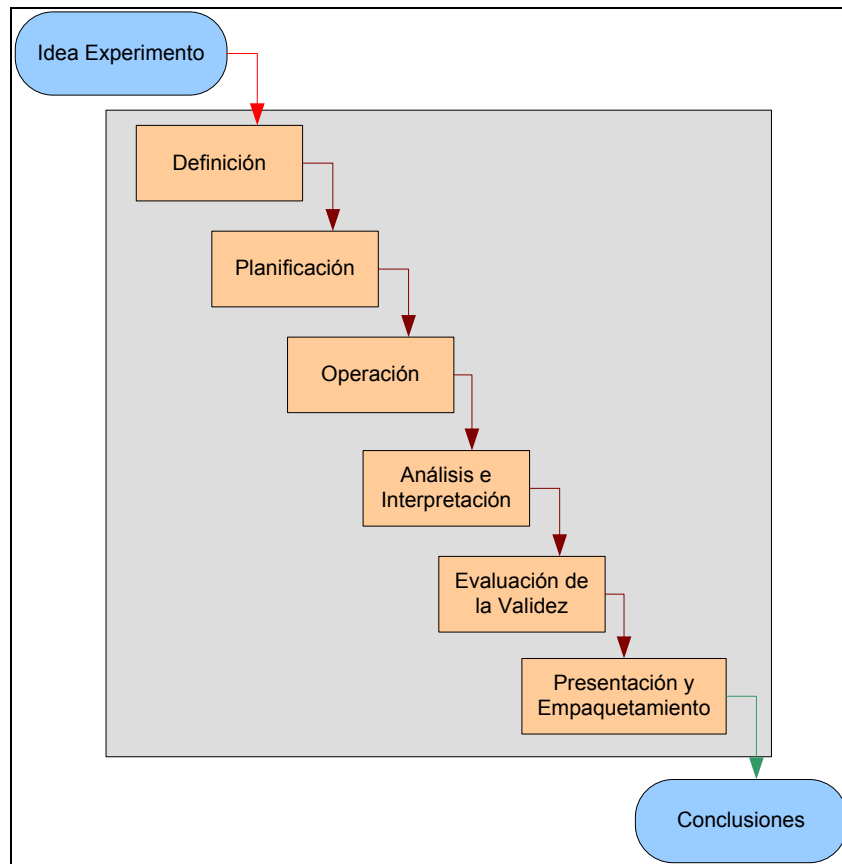 Idea Experimento
Definición
Planificación
Operación
Análisis e
Interpretación
Evaluación de
la Validez
Presentación y
Empaquetamiento
Conclusiones